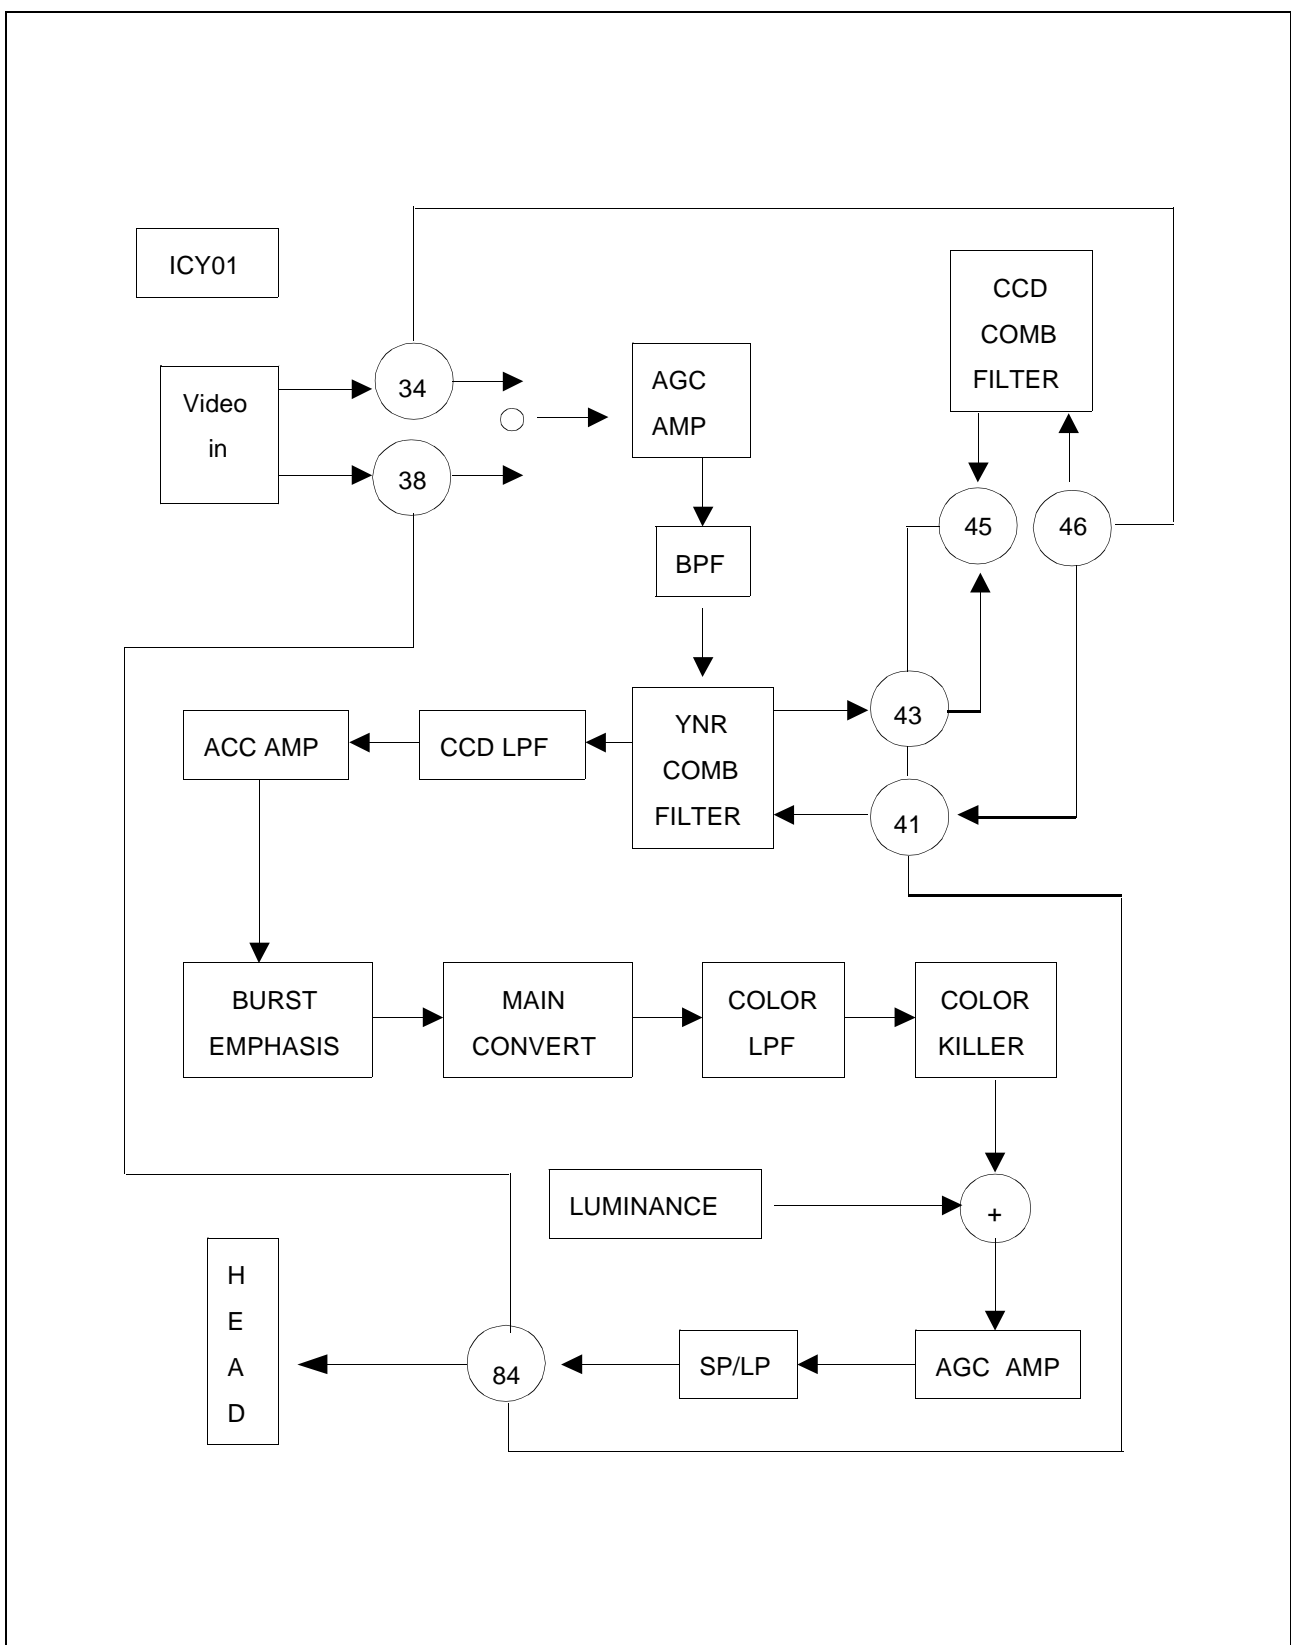 ICY01
CCD
COMB
FILTER
Video
in
34
38
AGC
AMP
45
46
BPF
ACC AMP
CCD LPF
YNR
COMB
FILTER
43
41
BURST
EMPHASIS
MAIN
CONVERT
COLOR
LPF
COLOR
KILLER
LUMINANCE
+
H
E
A
D
84
SP/LP
AGC AMP